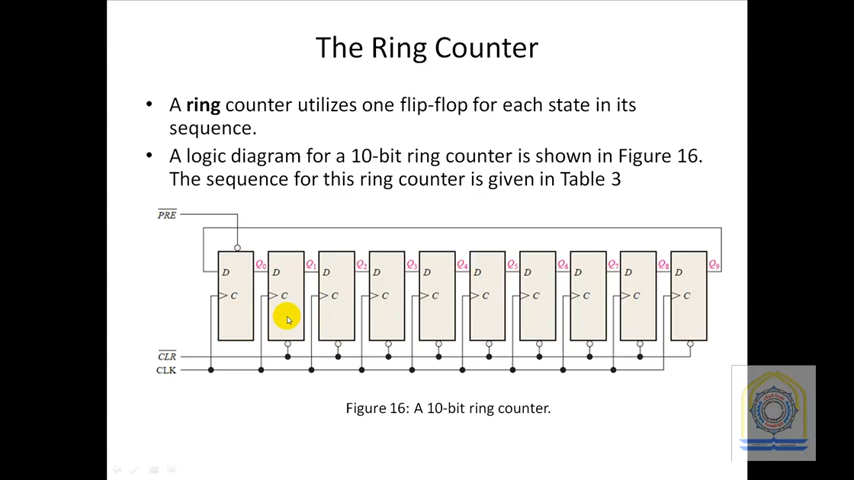 The Ring Counter
• A ring counter utilizes one flip-flop for each state in its
sequence.
• A logic diagram for a 10-bit ring counter is shown in Figure 16.
The sequence for this ring counter is given in Table 3
PRE
Q0 Q1 Q2 Q3 Q4 Q5 Q6 Q7 Q8 Q9
D D D D D D D D D D
C C C C C C C C C C
CLR
CLK
Figure 16: A 10-bit ring counter.